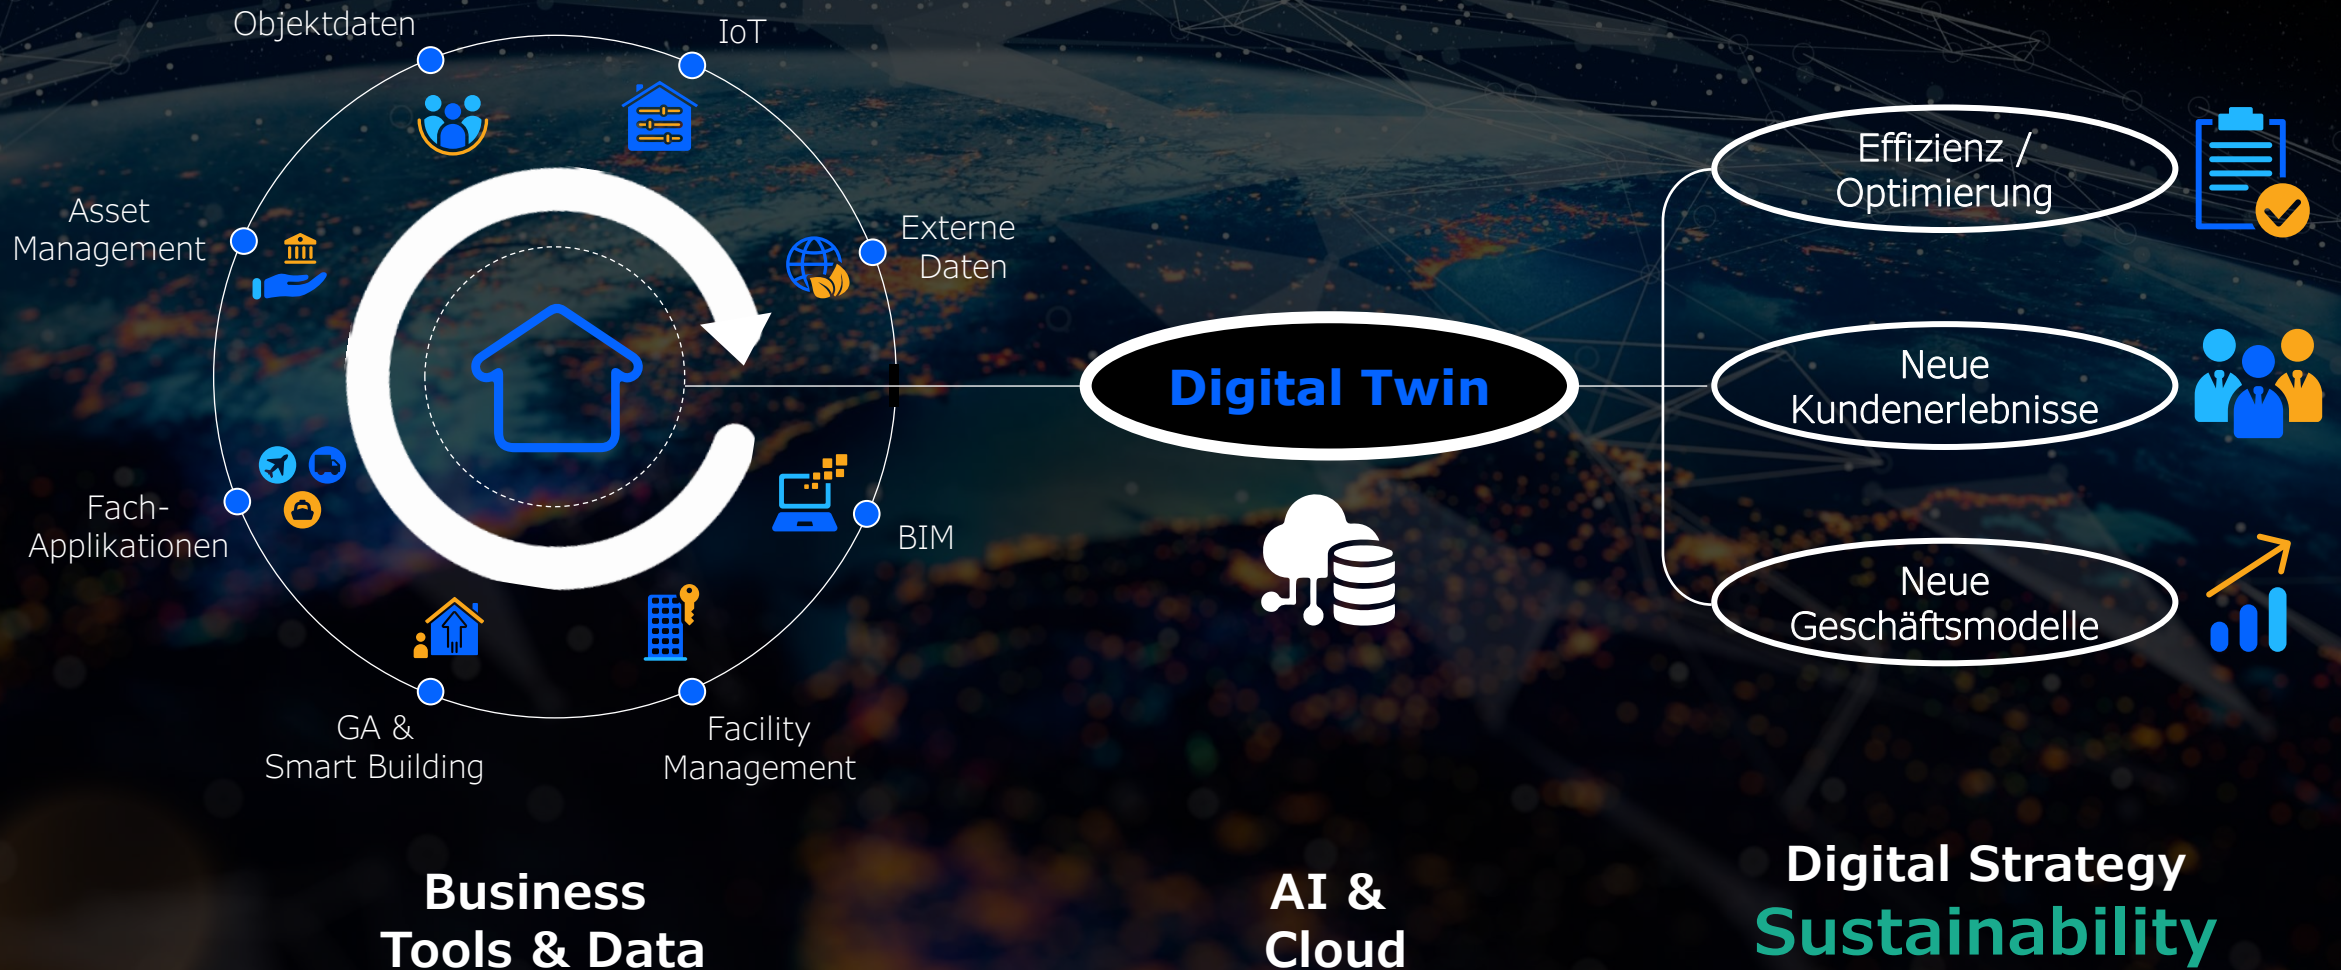 Objektdaten
IoT
Asset
Management
Externe
Daten
Fach-
Applikationen
BIM
GA &
Smart Building
Facility
Management
Digital Twin
Effizienz /
Optimierung
Neue
Kundenerlebnisse
Neue
Geschäftsmodelle
Business
Tools & Data
AI &
Cloud
Digital Strategy
Sustainability